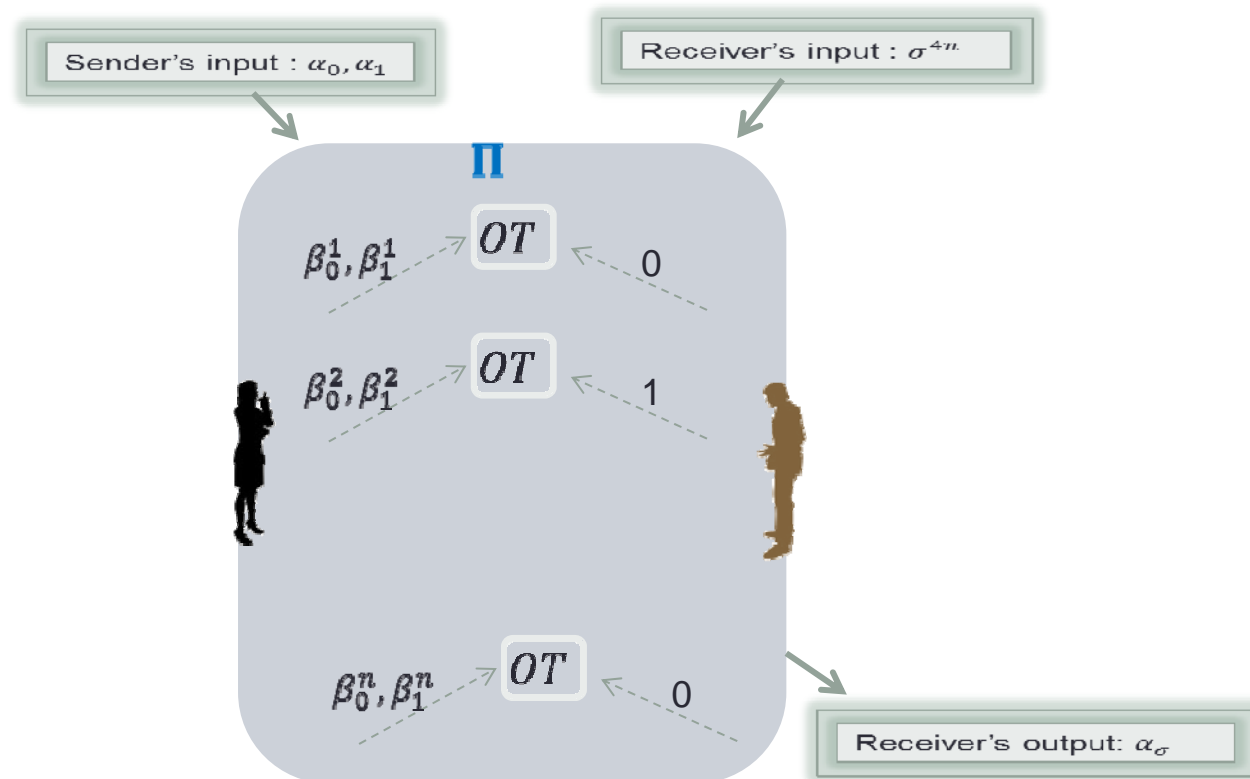 Sender's input : α₀, α₁
Receiver's input : σ⁴ⁿ
Π
β₀¹, β₁¹
OT
0
β₀², β₁²
OT
1
β₀ⁿ, β₁ⁿ
OT
0
Receiver's output: α_σ